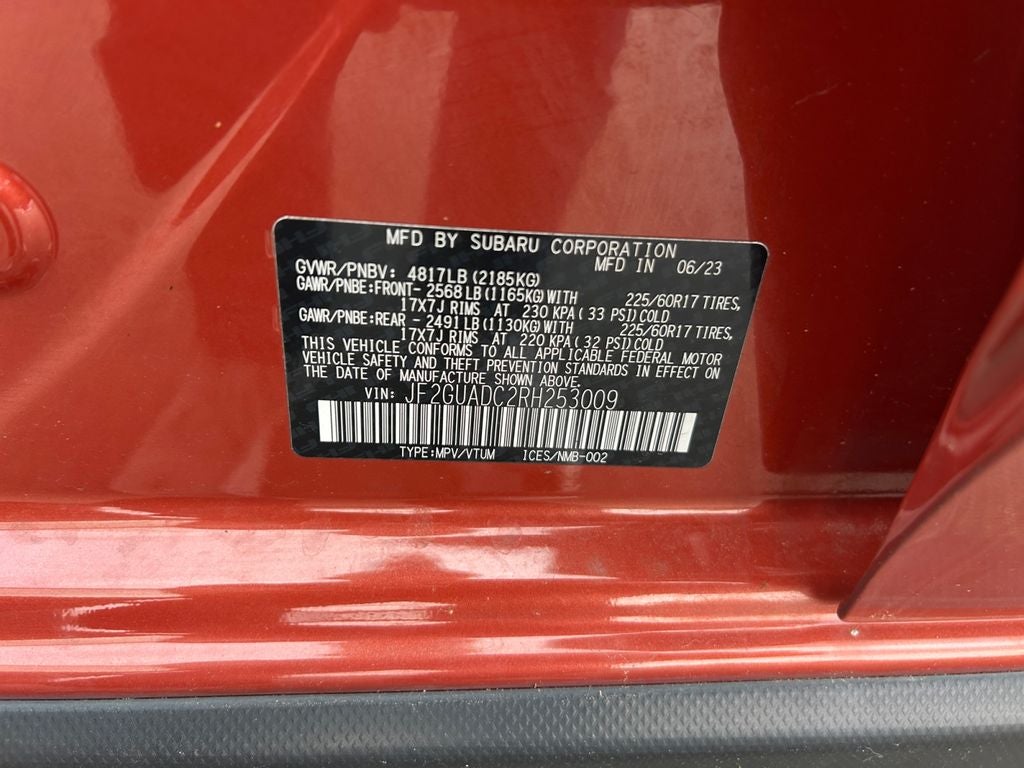 MFD BY SUBARU CORPORATION
MFD IN 06/23
GVWR/PNBV: 4817LB (2185KG)
GAWR/PNBE:FRONT- 2568LB (1165KG) WITH 225/60R17 TIRES,
17X7J RIMS AT 230 KPA ( 33 PSI) COLD
GAWR/PNBE:REAR - 2491LB (1130KG) WITH 225/60R17 TIRES,
17X7J RIMS AT 220 KPA ( 32 PSI) COLD
THIS VEHICLE CONFORMS TO ALL APPLICABLE FEDERAL MOTOR
VEHICLE SAFETY AND THEFT PREVENTION STANDARDS IN EFFECT ON
THE DATE OF MANUFACTURE SHOWN ABOVE.
VIN: JF2GUADC2RH253009
TYPE:MPV/VTUM 1CES/NMB-002